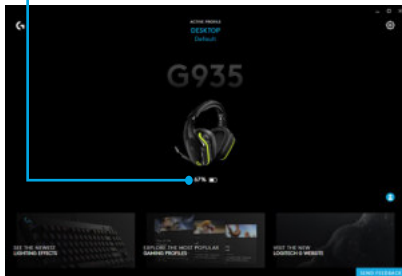 ACTIVE PROFILE
DESKTOP
Default
G935
67%
SEE THE NEWEST
LIGHTING EFFECTS
EXPLORE THE MOST POPULAR
GAMING PROFILES
VISIT THE NEW
LOGITECH G WEBSITE
SEND FEEDBACK